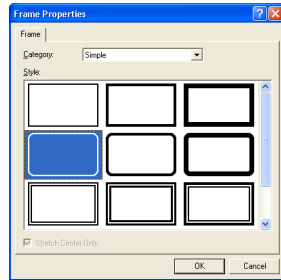 Frame Properties
Frame
Category: Simple
Style:
Stretch Center Only
OK Cancel